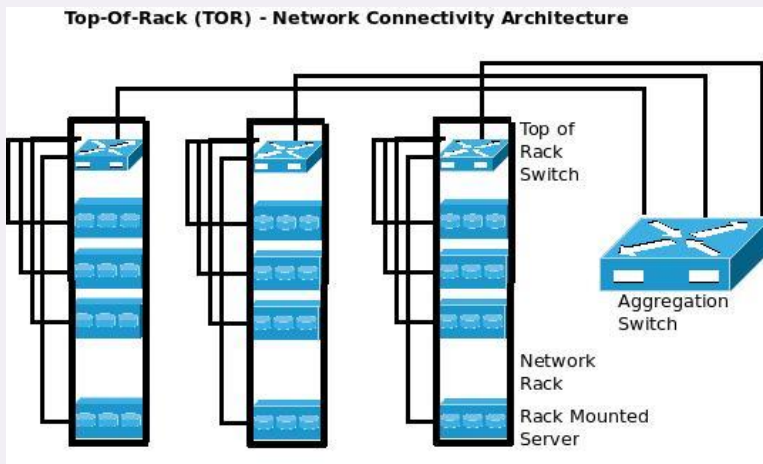 Top-Of-Rack (TOR) - Network Connectivity Architecture
Top of
Rack
Switch
Aggregation
Switch
Network
Rack
Rack Mounted
Server